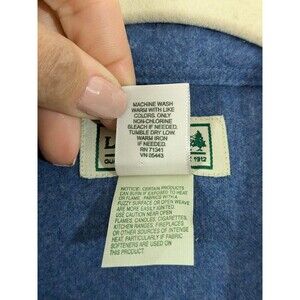 MACHINE WASH
WARM WITH LIKE
COLORS. ONLY
NON-CHLORINE
BLEACH IF NEEDED.
TUMBLE DRY LOW.
WARM IRON
IF NEEDED.
RN 71341
VN 05443
1912
NOTICE: CERTAIN PRODUCTS
CAN BURN IF EXPOSED TO HEAT
OR FLAME. FABRICS WITH A
FUZZY SURFACE OR OPEN WEAVE
ARE MORE EASILY IGNITED.
USE CAUTION NEAR OPEN
FLAMES, CANDLES, CIGARETTES,
KITCHEN RANGES, FIREPLACES
OR OTHER SOURCES OF INTENSE
HEAT, PARTICULARLY IF FABRIC
SOFTENERS ARE USED ON
THIS PRODUCT.